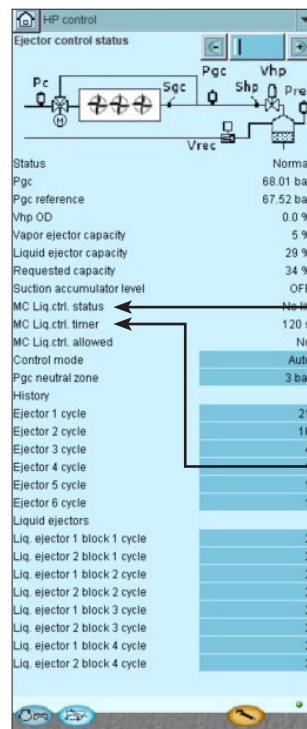 HP control
Ejector control status
Pc
Sgc
Pgc
Shp
Vhp
Pre
M
Vrec
Status Norma
Pgc 68.01 ba
Pgc reference 67.52 ba
Vhp OD 0.0 %
Vapor ejector capacity 5 %
Liquid ejector capacity 29 %
Requested capacity 34 %
Suction accumulator level OFF
MC Liq.ctrl. status No li
MC Liq.ctrl. timer 120 s
MC Liq.ctrl. allowed No
Control mode Auto
Pgc neutral zone 3 ba
History
Ejector 1 cycle
Ejector 2 cycle
Ejector 3 cycle
Ejector 4 cycle
Ejector 5 cycle
Ejector 6 cycle
Liquid ejectors
Liq. ejector 1 block 1 cycle
Liq. ejector 2 block 1 cycle
Liq. ejector 1 block 2 cycle
Liq. ejector 2 block 2 cycle
Liq. ejector 1 block 3 cycle
Liq. ejector 2 block 3 cycle
Liq. ejector 1 block 4 cycle
Liq. ejector 2 block 4 cycle